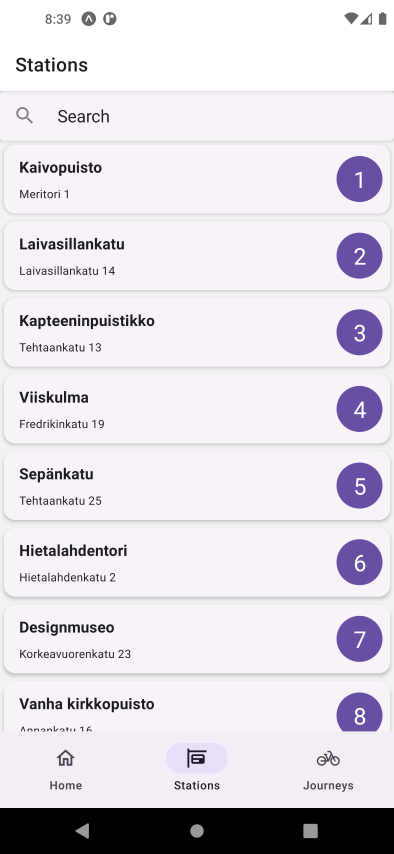 8:39
Stations
Search
Kaivopuisto
Meritori 1
1
Laivasillankatu
Laivasillankatu 14
2
Kapteeninpuistikko
Tehtaankatu 13
3
Viiskulma
Fredrikinkatu 19
4
Sepänkatu
Tehtaankatu 25
5
Hietalahdentori
Hietalahdenkatu 2
6
Designmuseo
Korkeavuorenkatu 23
7
Vanha kirkkopuisto
Annankatu 16
8
Home
Stations
Journeys